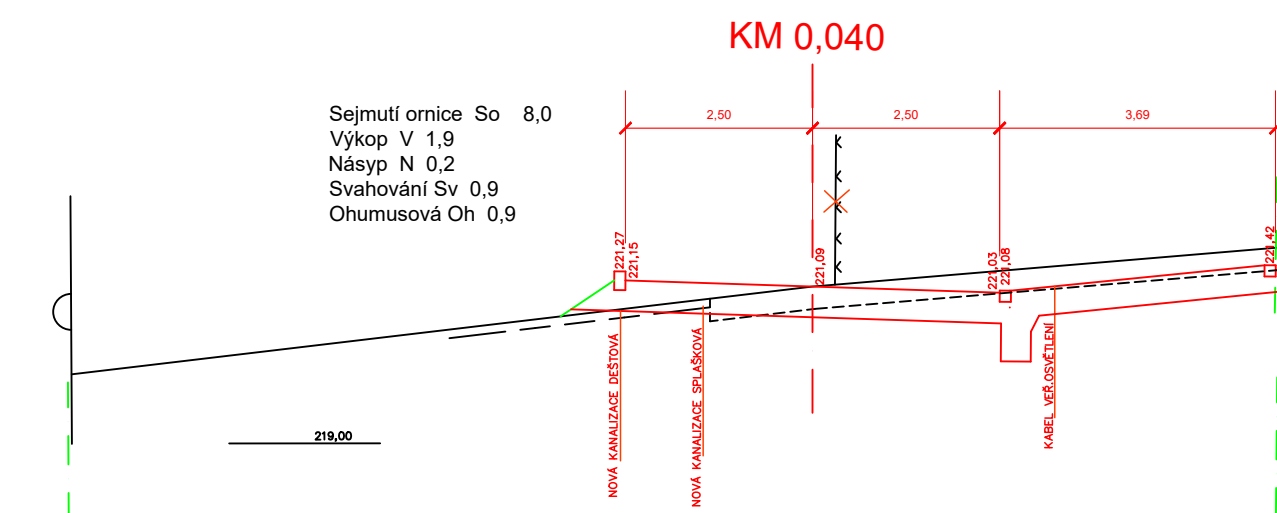 KM 0,040
Sejmutí ornice So 8,0
Výkop V 1,9
Násyp N 0,2
Svahování Sv 0,9
Ohumusová Oh 0,9
2,50
2,50
3,69
221,27
221,15
221,09
221,03
221,08
221,42
NOVÁ KANALIZACE DEŠŤOVÁ
NOVÁ KANALIZACE SPLAŠKOVÁ
KABEL VEŘ.OSVĚTLENÍ
219,00